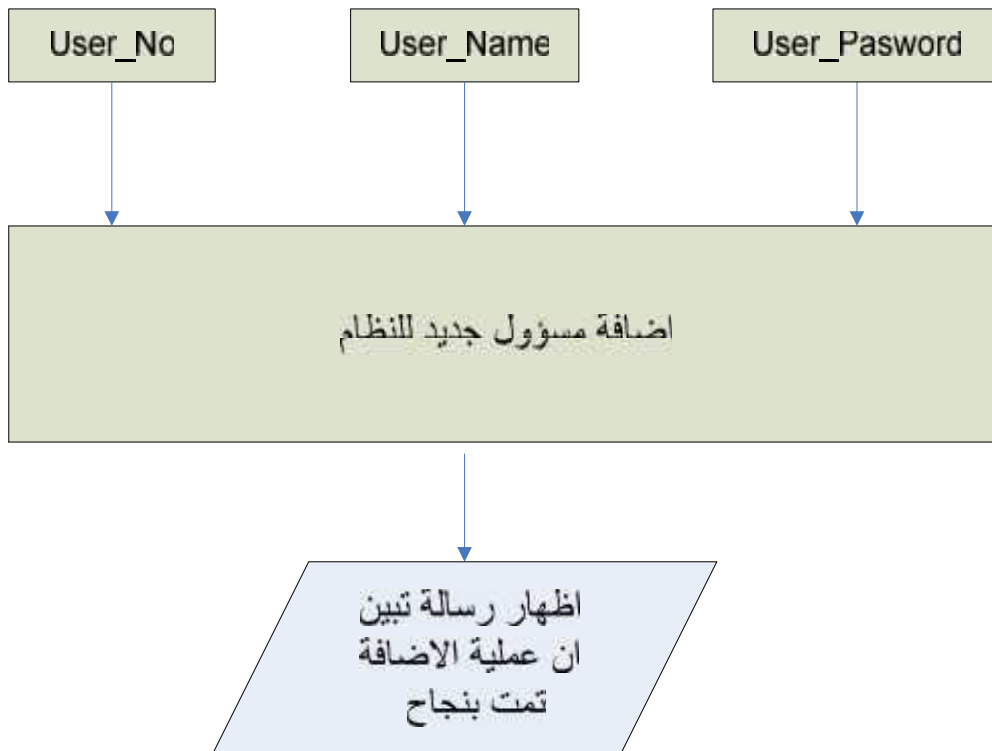 User_No
User_Name
User_Pasword
اضافة مسؤول جديد للنظام
اظهار رسالة تبين
ان عملية الاضافة
تمت بنجاح